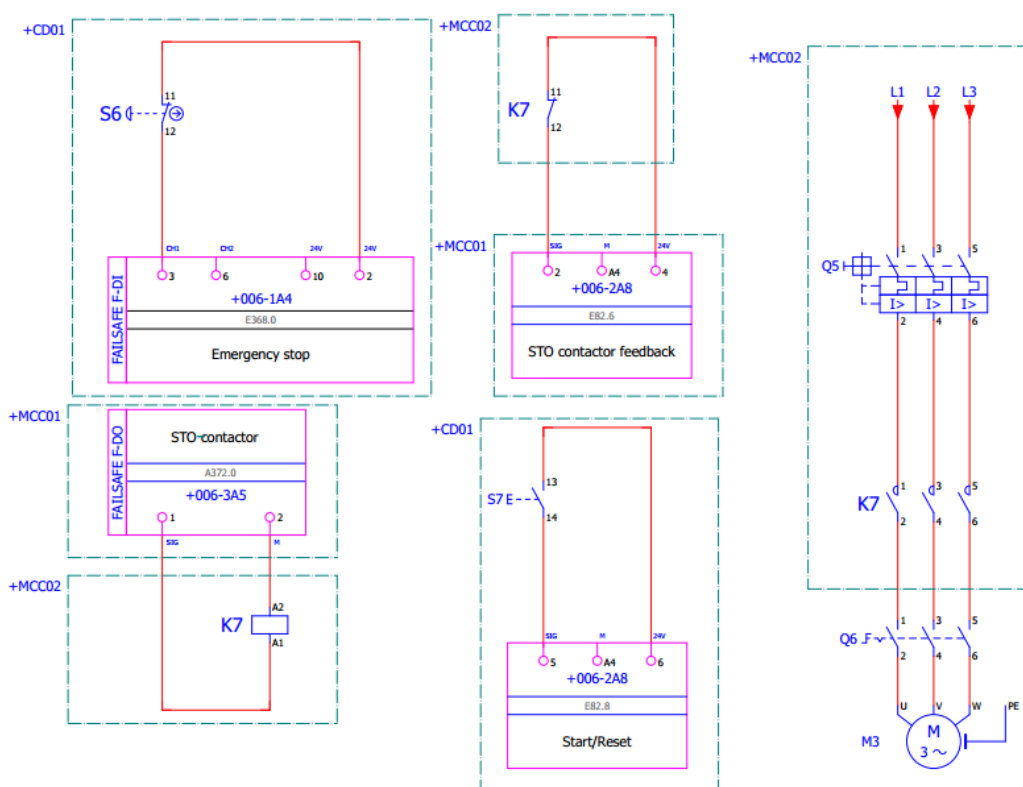 +CD01
11
S6
12
CH1 CH2 24V 24V
3 6 10 2
FAILSAFE F-DI
+006-1A4
E368.0
Emergency stop
+MCC02
11
K7
12
+MCC01
SIG M 24V
2 A4 4
+006-2A8
E82.6
STO contactor feedback
+MCC01
FAILSAFE F-DO
STO contactor
A372.0
+006-3A5
1 2
SIG M
+MCC02
A2
K7
A1
+CD01
13
S7
14
SIG M 24V
5 A4 6
+006-2A8
E82.8
Start/Reset
+MCC02
L1 L2 L3
1 3 5
Q5
I> I> I>
2 4 6
1 3 5
K7
2 4 6
1 3 5
Q6
2 4 6
U V W PE
M3
M
3 ~